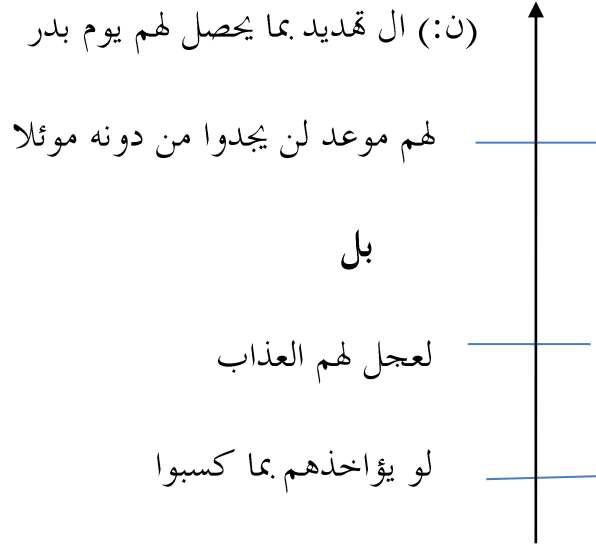 (ن:) ال تهديد بما يحصل لهم يوم بدر
لهم موعد لن يجدوا من دونه موئلا
بل
لعجل لهم العذاب
لو يؤاخذهم بما كسبوا